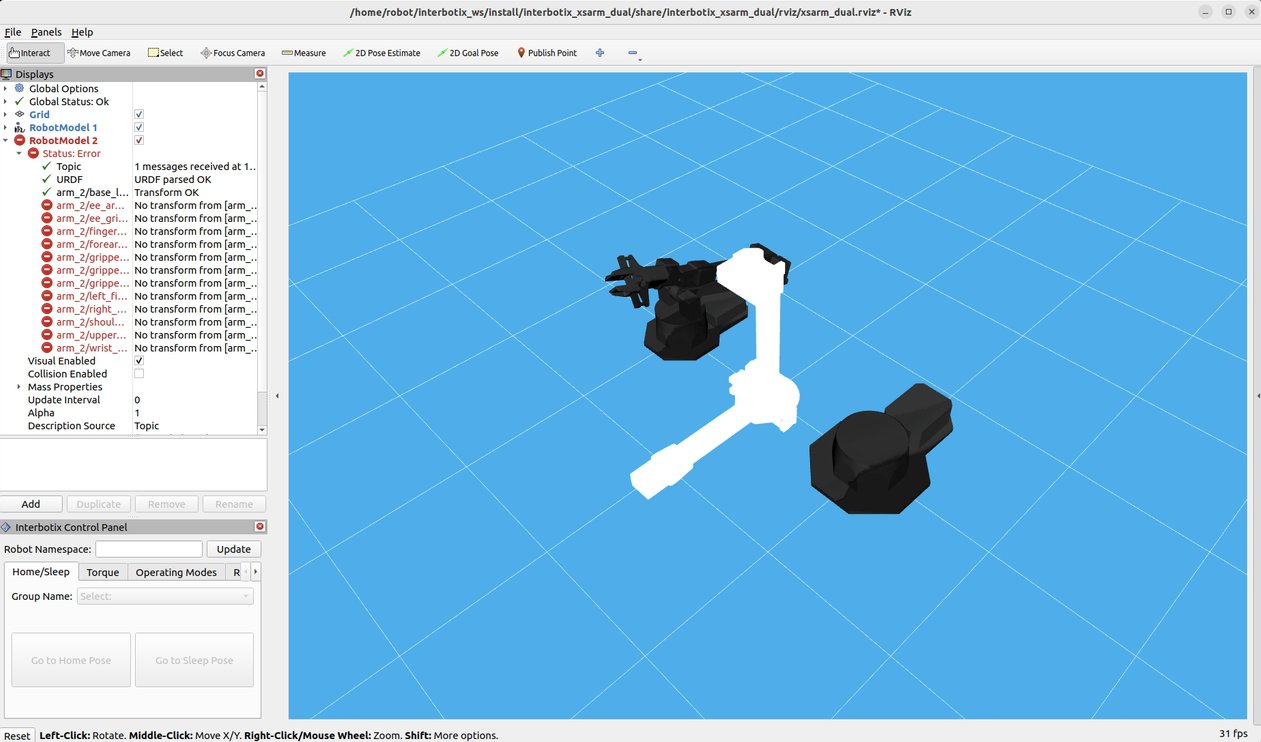 /home/robot/interbotix_ws/install/interbotix_xsarm_dual/share/interbotix_xsarm_dual/rviz/xsarm_dual.rviz* - RViz
File Panels Help
Interact Move Camera Select Focus Camera Measure 2D Pose Estimate 2D Goal Pose Publish Point
Displays
Global Options
Global Status: Ok
Grid
RobotModel 1
RobotModel 2
Status: Error
Topic 1 messages received at 1...
URDF URDF parsed OK
arm_2/base_l... Transform OK
arm_2/ee_ar... No transform from [arm_...
arm_2/ee_gri... No transform from [arm_...
arm_2/finger... No transform from [arm_...
arm_2/forear... No transform from [arm_...
arm_2/grippe... No transform from [arm_...
arm_2/grippe... No transform from [arm_...
arm_2/grippe... No transform from [arm_...
arm_2/left_fi... No transform from [arm_...
arm_2/right_... No transform from [arm_...
arm_2/shoul... No transform from [arm_...
arm_2/upper... No transform from [arm_...
arm_2/wrist_... No transform from [arm_...
Visual Enabled
Collision Enabled
Mass Properties
Update Interval 0
Alpha 1
Description Source Topic
Add Duplicate Remove Rename
Interbotix Control Panel
Robot Namespace: Update
Home/Sleep Torque Operating Modes R
Group Name: Select:
Go to Home Pose Go to Sleep Pose
Reset Left-Click: Rotate. Middle-Click: Move X/Y. Right-Click/Mouse Wheel: Zoom. Shift: More options. 31 fps